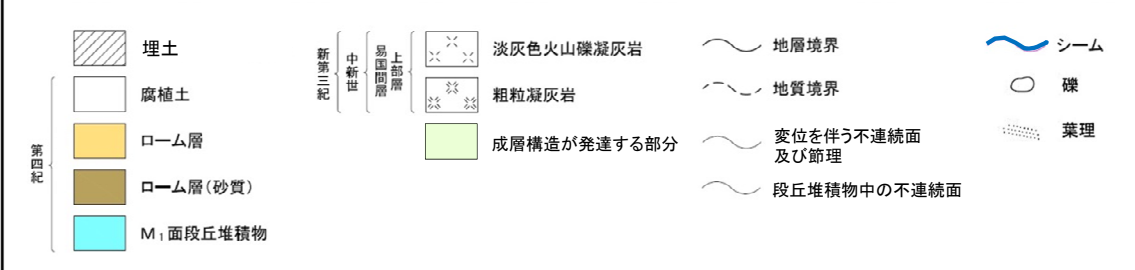 埋土
第四紀
腐植土
ローム層
ローム層(砂質)
M₁面段丘堆積物
新第三紀
中新世
易国間層
上部層
淡灰色火山礫凝灰岩
粗粒凝灰岩
成層構造が発達する部分
地層境界
地質境界
変位を伴う不連続面
及び節理
段丘堆積物中の不連続面
シーム
礫
葉理